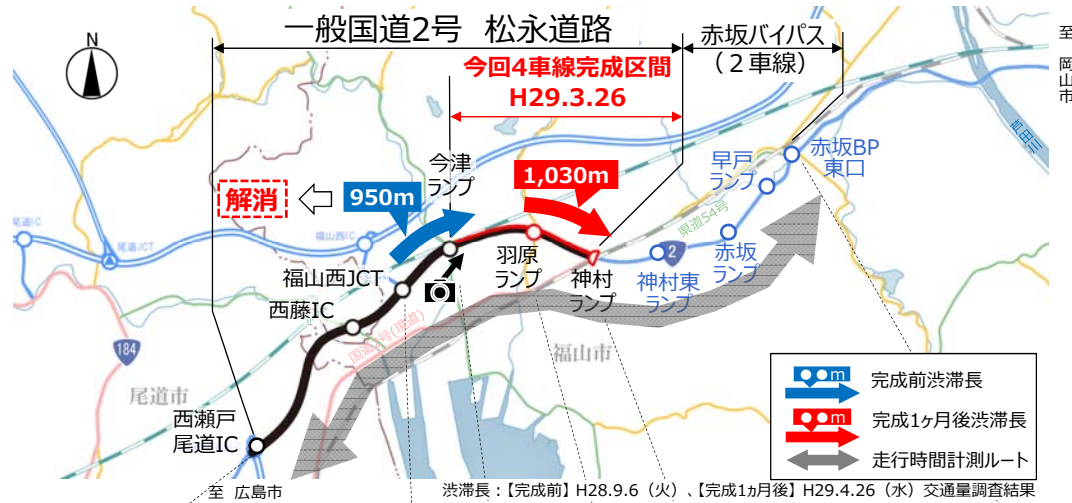 一般国道2号 松永道路
赤坂バイパス
（２車線）
至
岡
山
市
N
今回4車線完成区間
H29.3.26
芦田川
今津
ランプ
1,030m
早戸
ランプ
赤坂BP
東口
解消
950m
県道54号
尾道IC
尾道JCT
福山西IC
2
福山西JCT
羽原
ランプ
神村
ランプ
神村東
ランプ
赤坂
ランプ
西藤IC
国道2号(現道)
184
尾道市
福山市
●●m
完成前渋滞長
●●m
完成1ヶ月後渋滞長
走行時間計測ルート
西瀬戸
尾道IC
至 広島市
渋滞長：【完成前】H28.9.6（火）、【完成1ヵ月後】H29.4.26（水）交通量調査結果